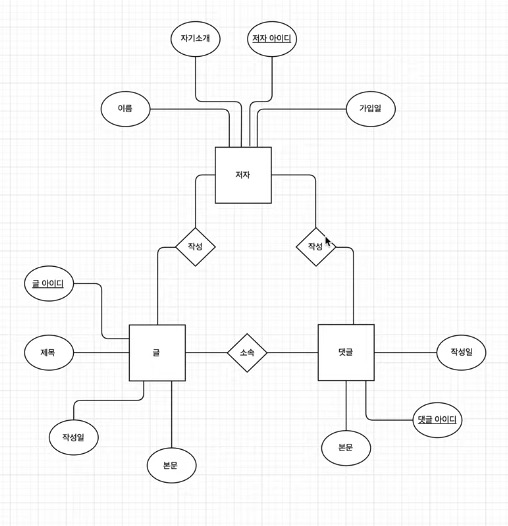 자기소개
저자 아이디
이름
가입일
저자
작성
작성
글 아이디
제목
글
소속
댓글
작성일
작성일
본문
본문
댓글 아이디